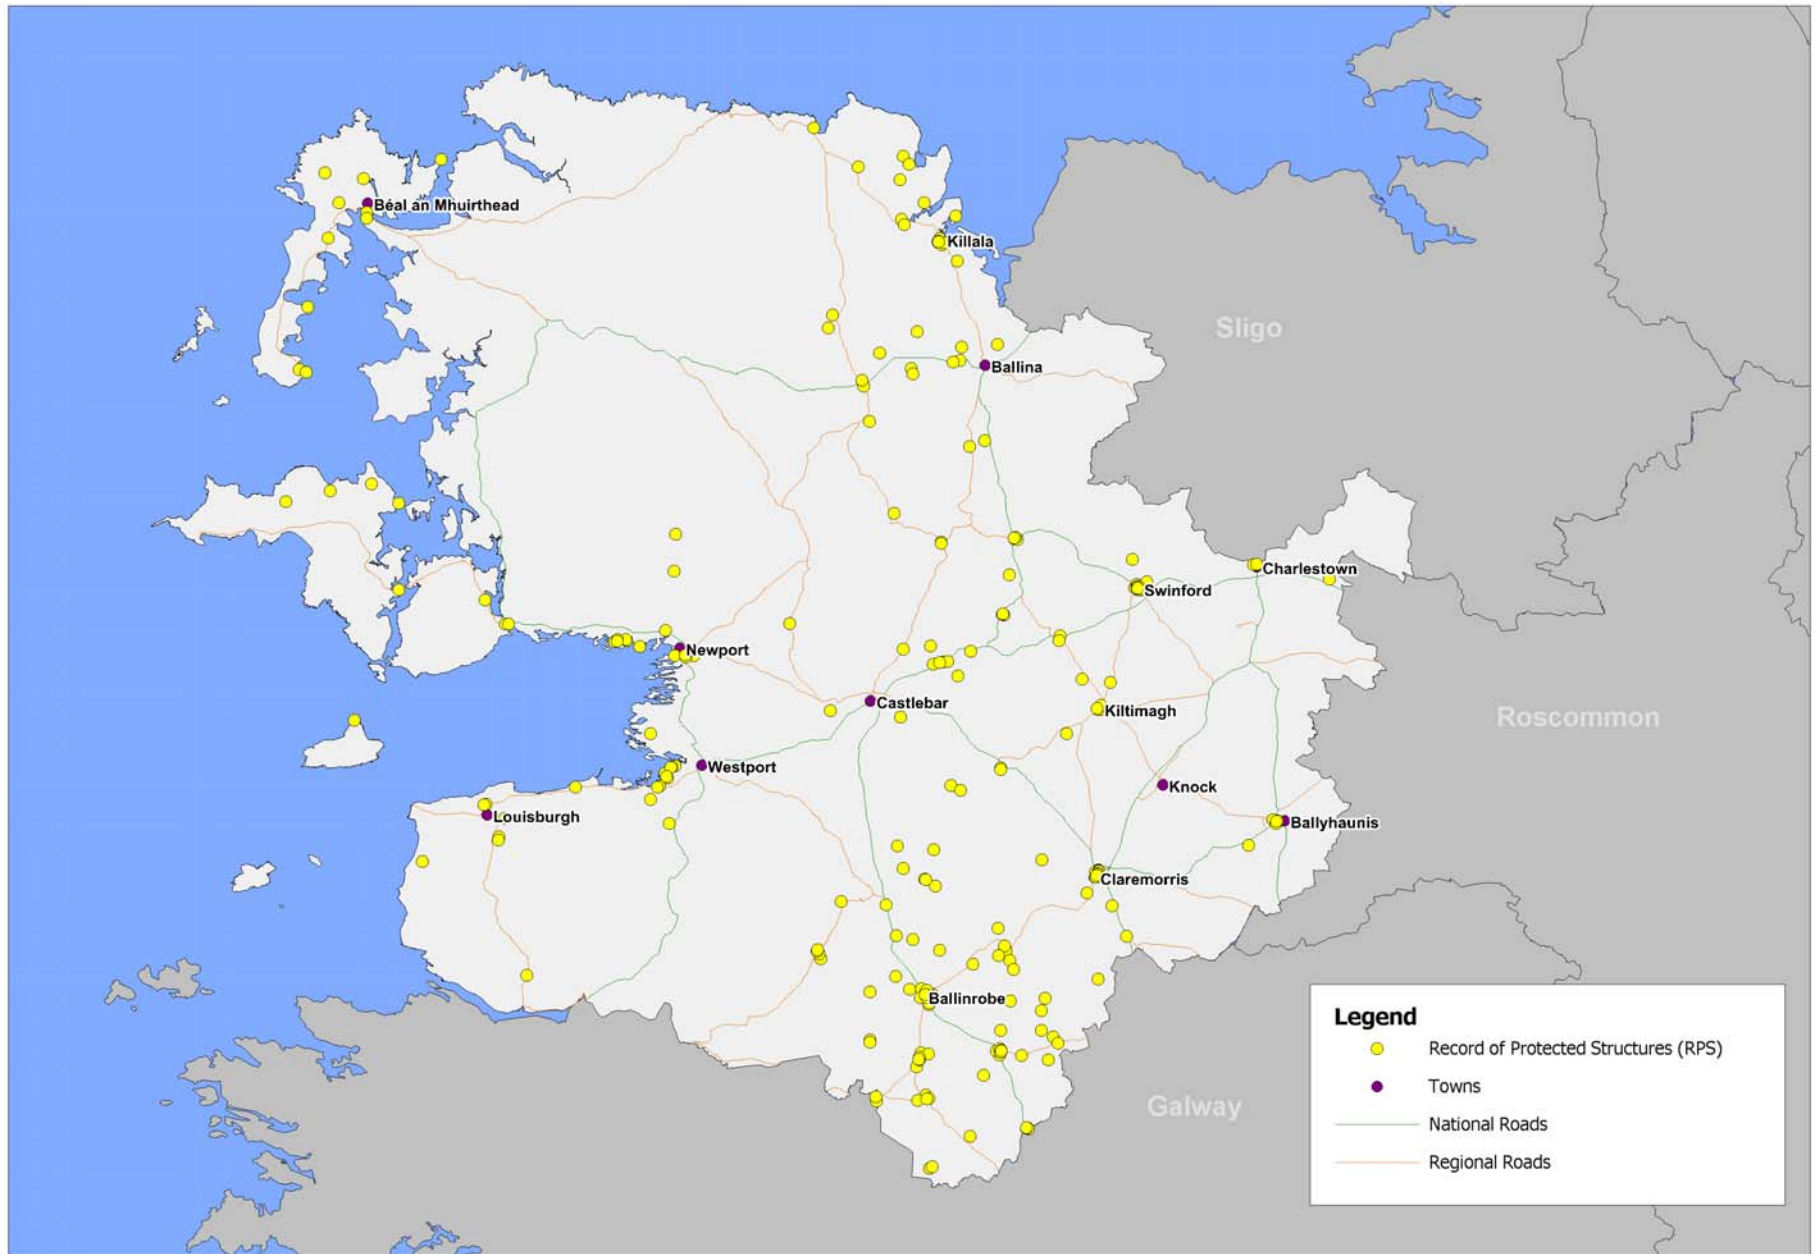 Béal an Mhuirthead
Killala
Sligo
Ballina
Charlestown
Swinford
Newport
Castlebar
Kiltimagh
Roscommon
Westport
Knock
Louisburgh
Ballyhaunis
Claremorris
Ballinrobe
Galway
Legend
Record of Protected Structures (RPS)
Towns
National Roads
Regional Roads